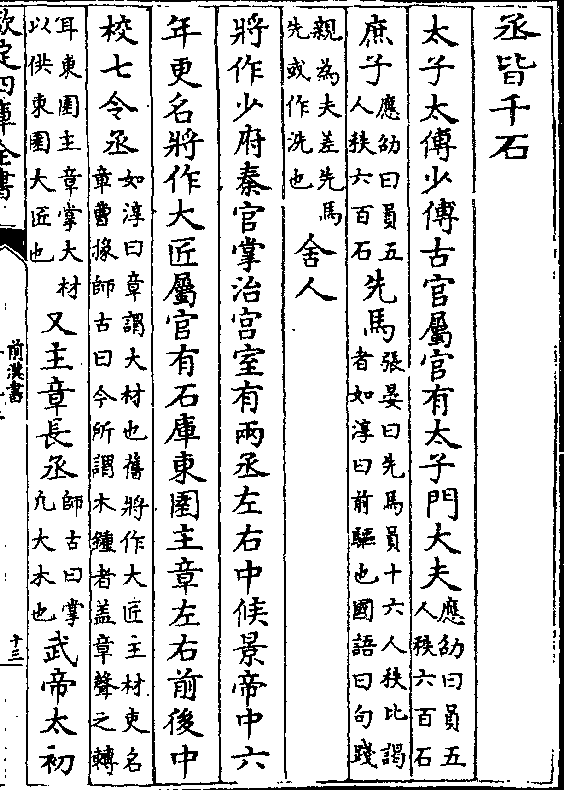 丞皆千石
太子太傅少傅古官屬官有太子門大夫應劭曰員五人秩六百石
庶子應劭曰員五人秩六百石先馬張晏曰先馬員十六人秩比謁者如淳曰前驅也國語曰句踐
親為夫差先馬先或作洗也舍人
將作少府秦官掌治宫室有兩丞左右中候景帝中六
年更名將作大匠屬官有石庫東園主章左右前後中
校七令丞如淳曰章謂大材也舊將作大匠主材吏名章曹掾師古曰今所謂木鍾者盖章聲之轉
耳東園主章掌大材以供東園大匠也又主章長丞師古曰掌凡大木也武帝太初
欽定四庫全書
前漢書
十三